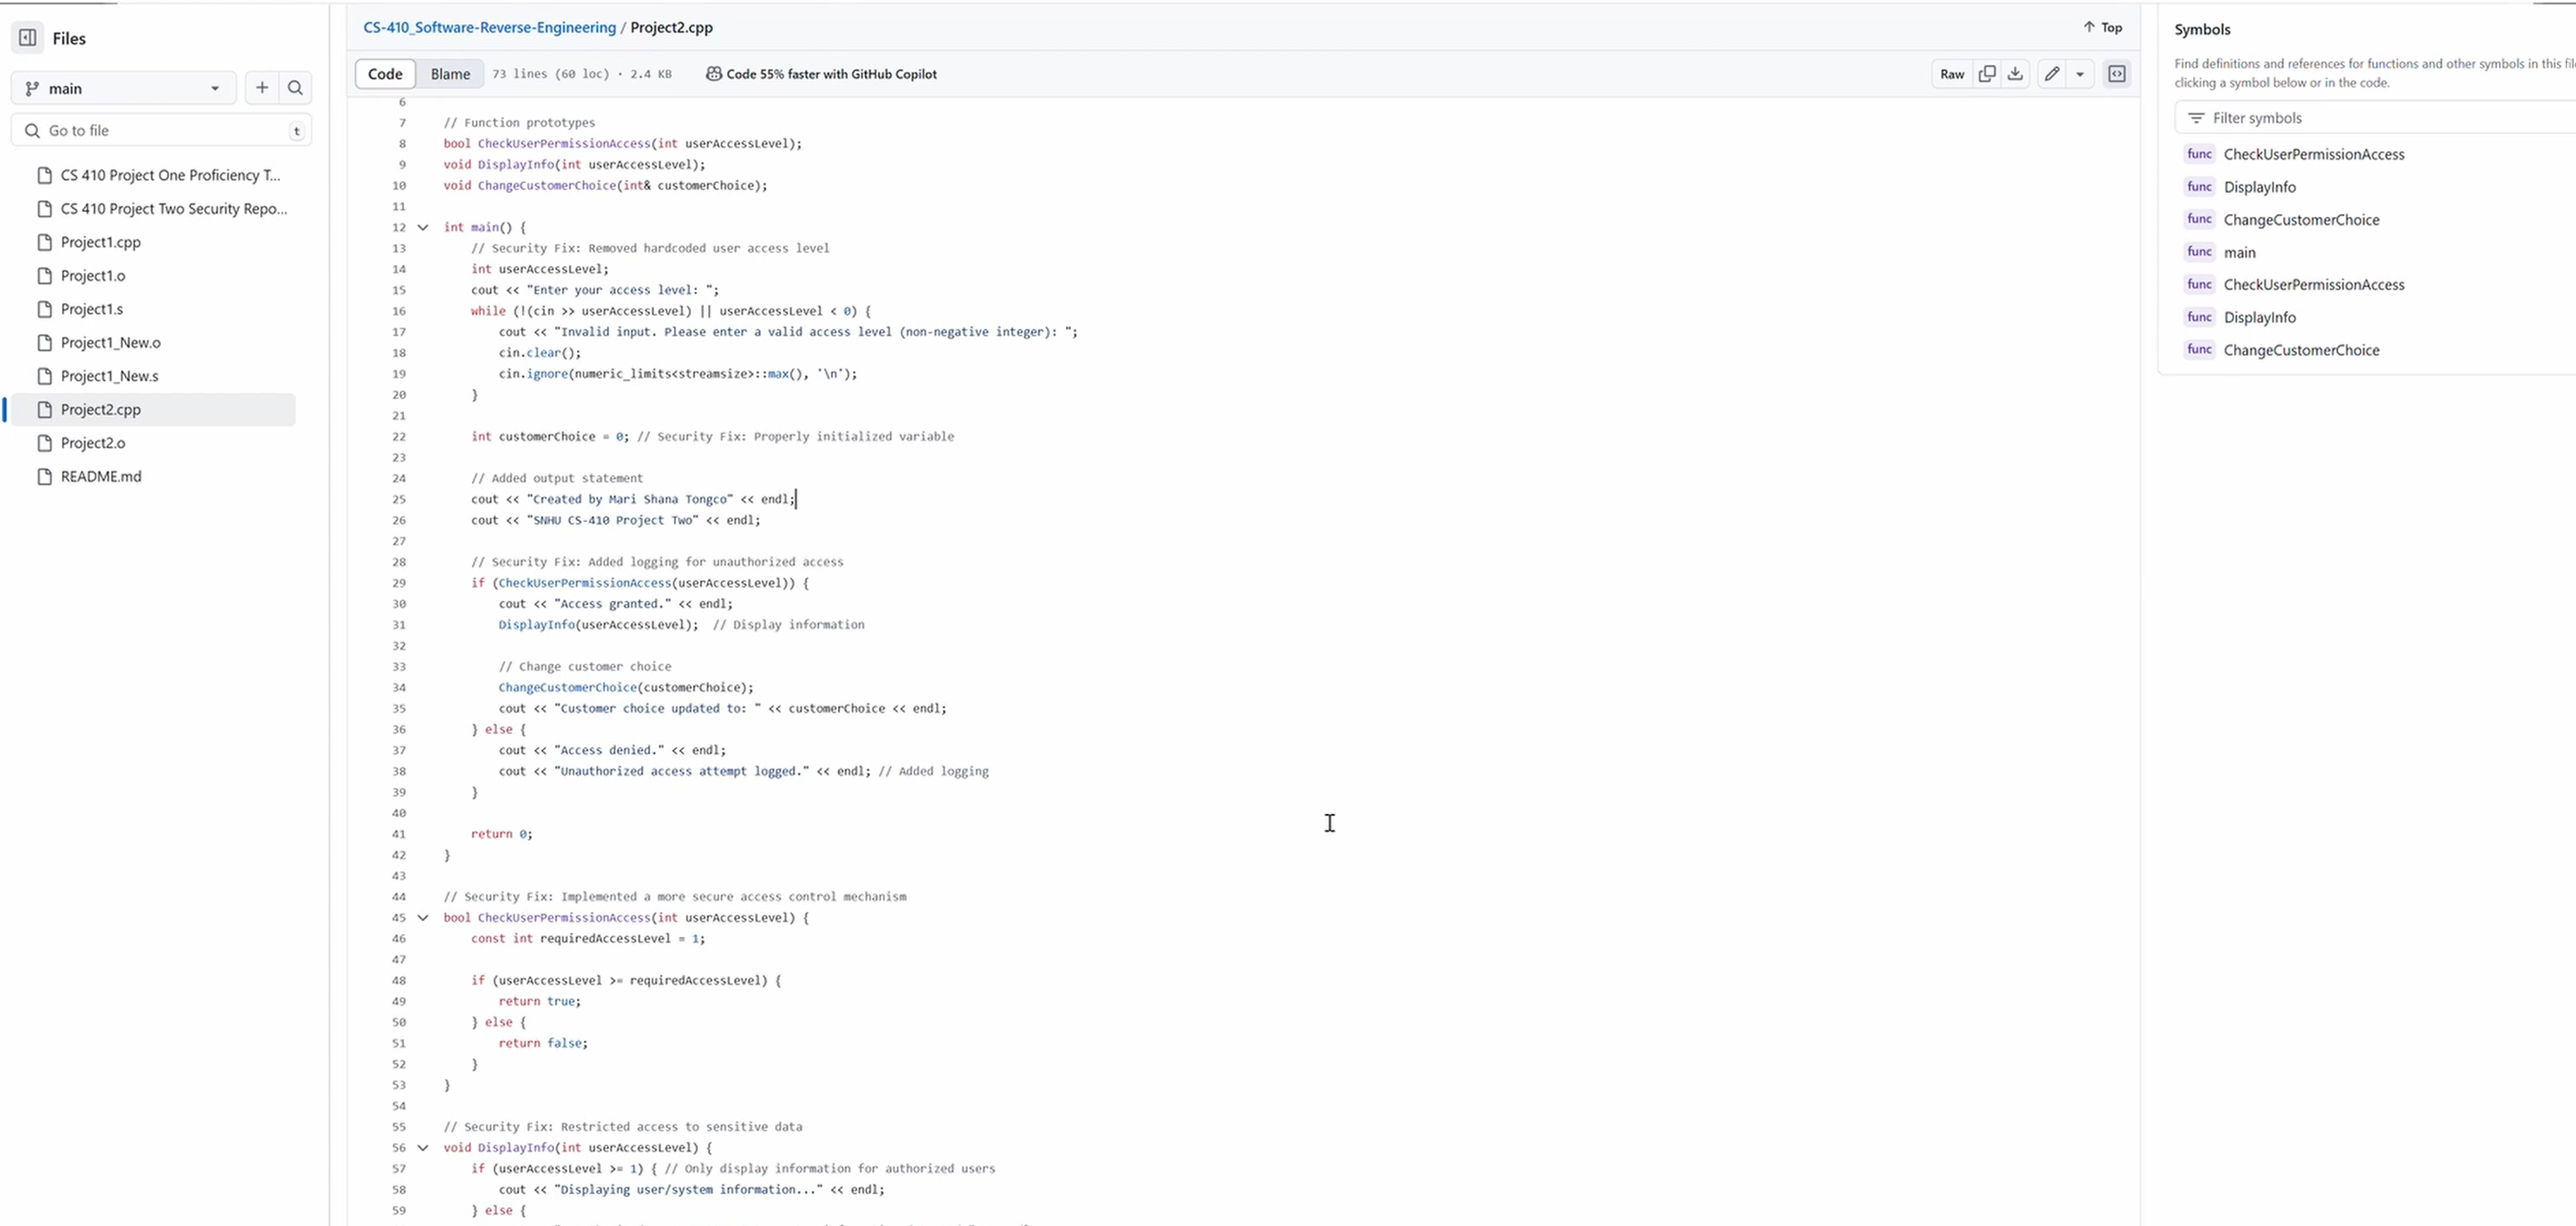 Files
main
Go to file
t
CS 410 Project One Proficiency T...
CS 410 Project Two Security Repo...
Project1.cpp
Project1.o
Project1.s
Project1_New.o
Project1_New.s
Project2.cpp
Project2.o
README.md
CS-410_Software-Reverse-Engineering / Project2.cpp
Top
Code Blame 73 lines (60 loc) · 2.4 KB Code 55% faster with GitHub Copilot
Raw
6
7 // Function prototypes
8 bool CheckUserPermissionAccess(int userAccessLevel);
9 void DisplayInfo(int userAccessLevel);
10 void ChangeCustomerChoice(int& customerChoice);
11
12 int main() {
13 // Security Fix: Removed hardcoded user access level
14 int userAccessLevel;
15 cout << "Enter your access level: ";
16 while (!(cin >> userAccessLevel) || userAccessLevel < 0) {
17 cout << "Invalid input. Please enter a valid access level (non-negative integer): ";
18 cin.clear();
19 cin.ignore(numeric_limits<streamsize>::max(), '\n');
20 }
21
22 int customerChoice = 0; // Security Fix: Properly initialized variable
23
24 // Added output statement
25 cout << "Created by Mari Shana Tongco" << endl;
26 cout << "SNHU CS-410 Project Two" << endl;
27
28 // Security Fix: Added logging for unauthorized access
29 if (CheckUserPermissionAccess(userAccessLevel)) {
30 cout << "Access granted." << endl;
31 DisplayInfo(userAccessLevel); // Display information
32
33 // Change customer choice
34 ChangeCustomerChoice(customerChoice);
35 cout << "Customer choice updated to: " << customerChoice << endl;
36 } else {
37 cout << "Access denied." << endl;
38 cout << "Unauthorized access attempt logged." << endl; // Added logging
39 }
40
41 return 0;
42 }
43
44 // Security Fix: Implemented a more secure access control mechanism
45 bool CheckUserPermissionAccess(int userAccessLevel) {
46 const int requiredAccessLevel = 1;
47
48 if (userAccessLevel >= requiredAccessLevel) {
49 return true;
50 } else {
51 return false;
52 }
53 }
54
55 // Security Fix: Restricted access to sensitive data
56 void DisplayInfo(int userAccessLevel) {
57 if (userAccessLevel >= 1) { // Only display information for authorized users
58 cout << "Displaying user/system information..." << endl;
59 } else {
Symbols
Find definitions and references for functions and other symbols in this fil
clicking a symbol below or in the code.
Filter symbols
func CheckUserPermissionAccess
func DisplayInfo
func ChangeCustomerChoice
func main
func CheckUserPermissionAccess
func DisplayInfo
func ChangeCustomerChoice